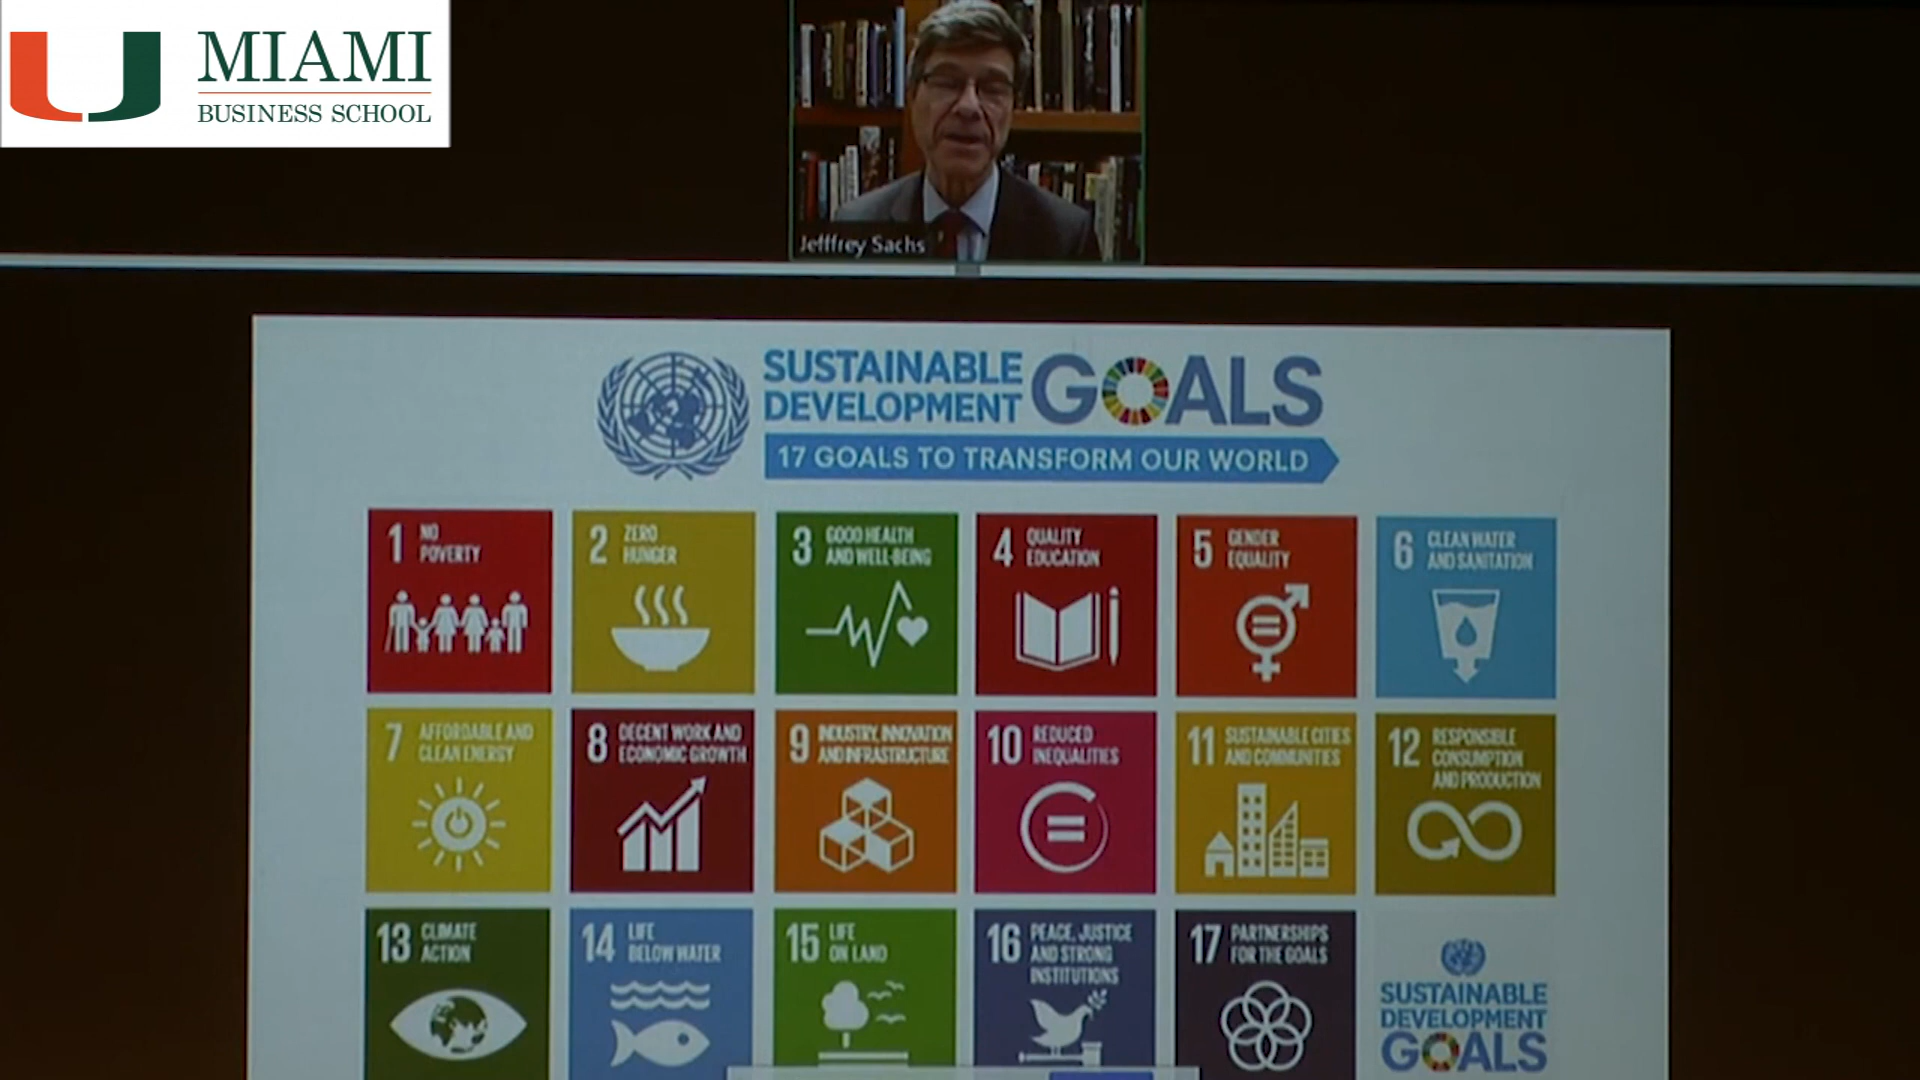 MIAMI
BUSINESS SCHOOL
Jefffrey Sachs
SUSTAINABLE
DEVELOPMENT
GOALS
17 GOALS TO TRANSFORM OUR WORLD
1 NO
POVERTY
2 ZERO
HUNGER
3 GOOD HEALTH
AND WELL-BEING
4 QUALITY
EDUCATION
5 GENDER
EQUALITY
6 CLEAN WATER
AND SANITATION
7 AFFORDABLE AND
CLEAN ENERGY
8 DECENT WORK AND
ECONOMIC GROWTH
9 INDUSTRY, INNOVATION
AND INFRASTRUCTURE
10 REDUCED
INEQUALITIES
11 SUSTAINABLE CITIES
AND COMMUNITIES
12 RESPONSIBLE
CONSUMPTION
AND PRODUCTION
13 CLIMATE
ACTION
14 LIFE
BELOW WATER
15 LIFE
ON LAND
16 PEACE, JUSTICE
AND STRONG
INSTITUTIONS
17 PARTNERSHIPS
FOR THE GOALS
SUSTAINABLE
DEVELOPMENT
GOALS